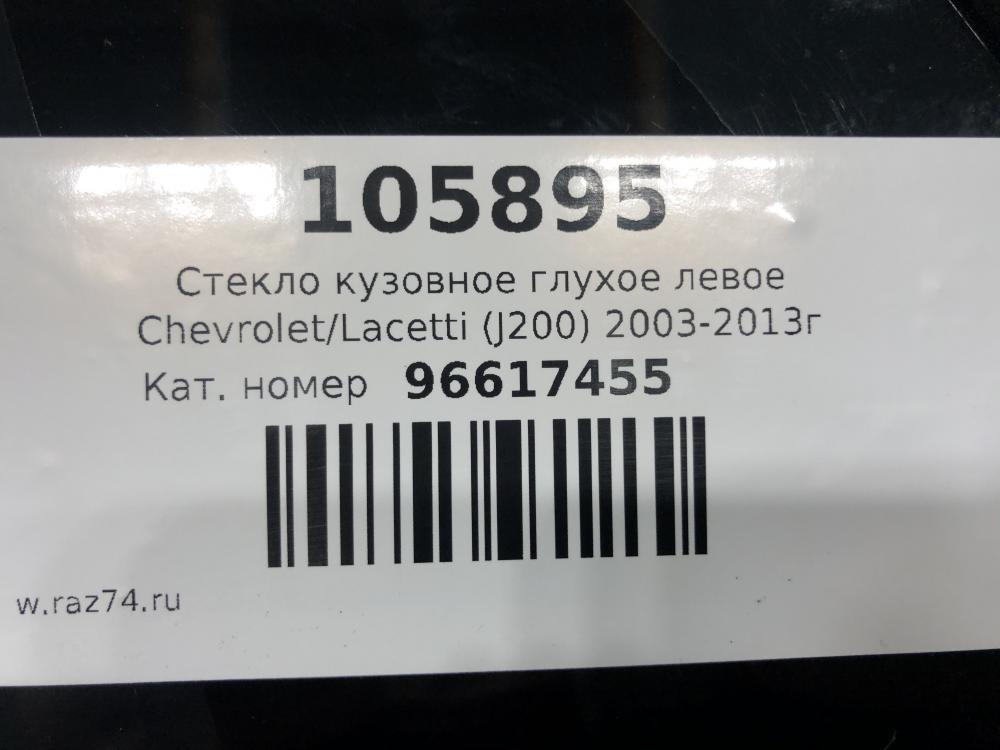 105895
Стекло кузовное глухое левое
Chevrolet/Lacetti (J200) 2003-2013г
Кат. номер 96617455
w.raz74.ru